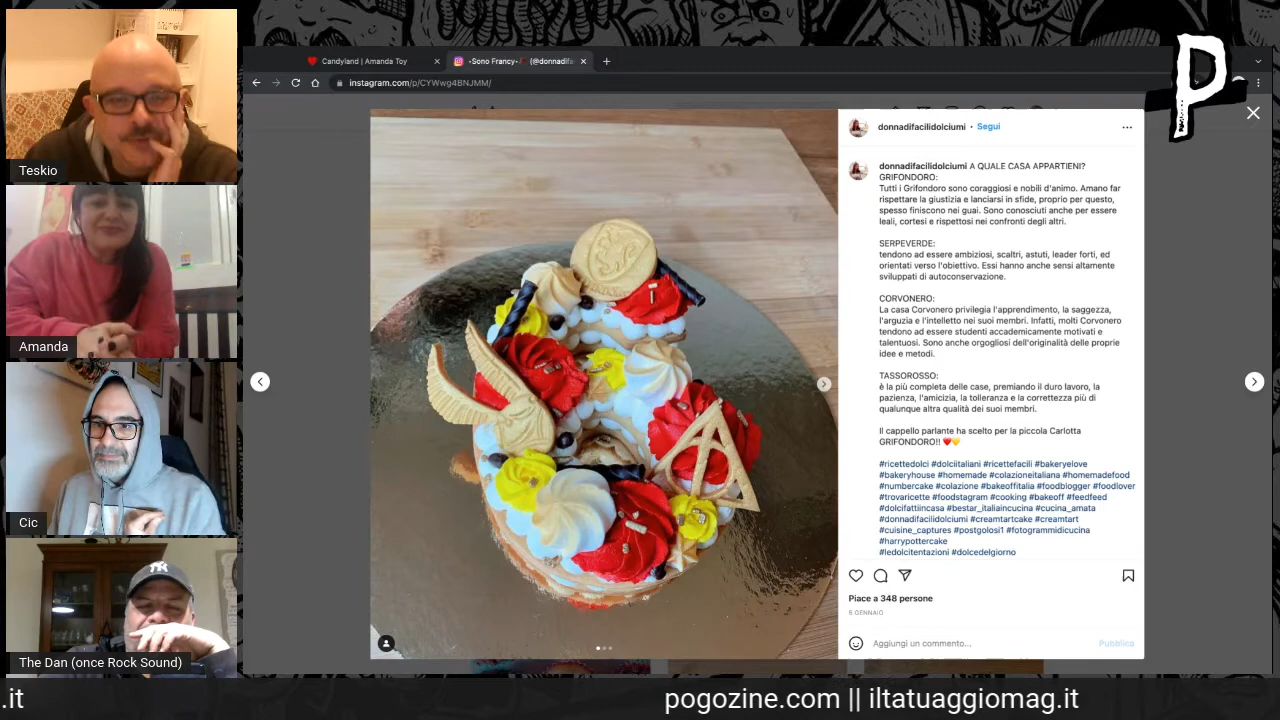 Teskio
Amanda
Cic
The Dan (once Rock Sound)
Candyland | Amanda Toy
•Sono Francy• (@donnadifa
instagram.com/p/CYWwg4BNJMM/
P
donnadifacilidolciumi • Segui
donnadifacilidolciumi A QUALE CASA APPARTIENI?
GRIFONDORO:
Tutti i Grifondoro sono coraggiosi e nobili d'animo. Amano far
rispettare la giustizia e lanciarsi in sfide, proprio per questo,
spesso finiscono nei guai. Sono conosciuti anche per essere
leali, cortesi e rispettosi nei confronti degli altri.
SERPEVERDE:
tendono ad essere ambiziosi, scaltri, astuti, leader forti, ed
orientati verso l'obiettivo. Essi hanno anche sensi altamente
sviluppati di autoconservazione.
CORVONERO:
La casa Corvonero privilegia l'apprendimento, la saggezza,
l'arguzia e l'intelletto nei suoi membri. Infatti, molti Corvonero
tendono ad essere studenti accademicamente motivati e
talentuosi. Sono anche orgogliosi dell'originalità delle proprie
idee e metodi.
TASSOROSSO:
è la più completa delle case, premiando il duro lavoro, la
pazienza, l'amicizia, la tolleranza e la correttezza più di
qualunque altra qualità dei suoi membri.
Il cappello parlante ha scelto per la piccola Carlotta
GRIFONDORO!! ❤️💛
#ricettedolci #dolciitaliani #ricettefacili #bakeryelove
#bakeryhouse #homemade #colazioneitaliana #homemadefood
#numbercake #colazione #bakeoffitalia #foodblogger #foodlover
#trovaricette #foodstagram #cooking #bakeoff #feedfeed
#dolcifattiincasa #bestar_italiaincucina #cucina_amata
#donnadifacilidolciumi #creamtartcake #creamtart
#cuisine_captures #postgolosi1 #fotogrammidicucina
#harrypottercake
#ledolcitentazioni #dolcedelgiorno
Piace a 348 persone
5 GENNAIO
Aggiungi un commento... Pubblica
.it pogozine.com || iltatuaggiomag.it